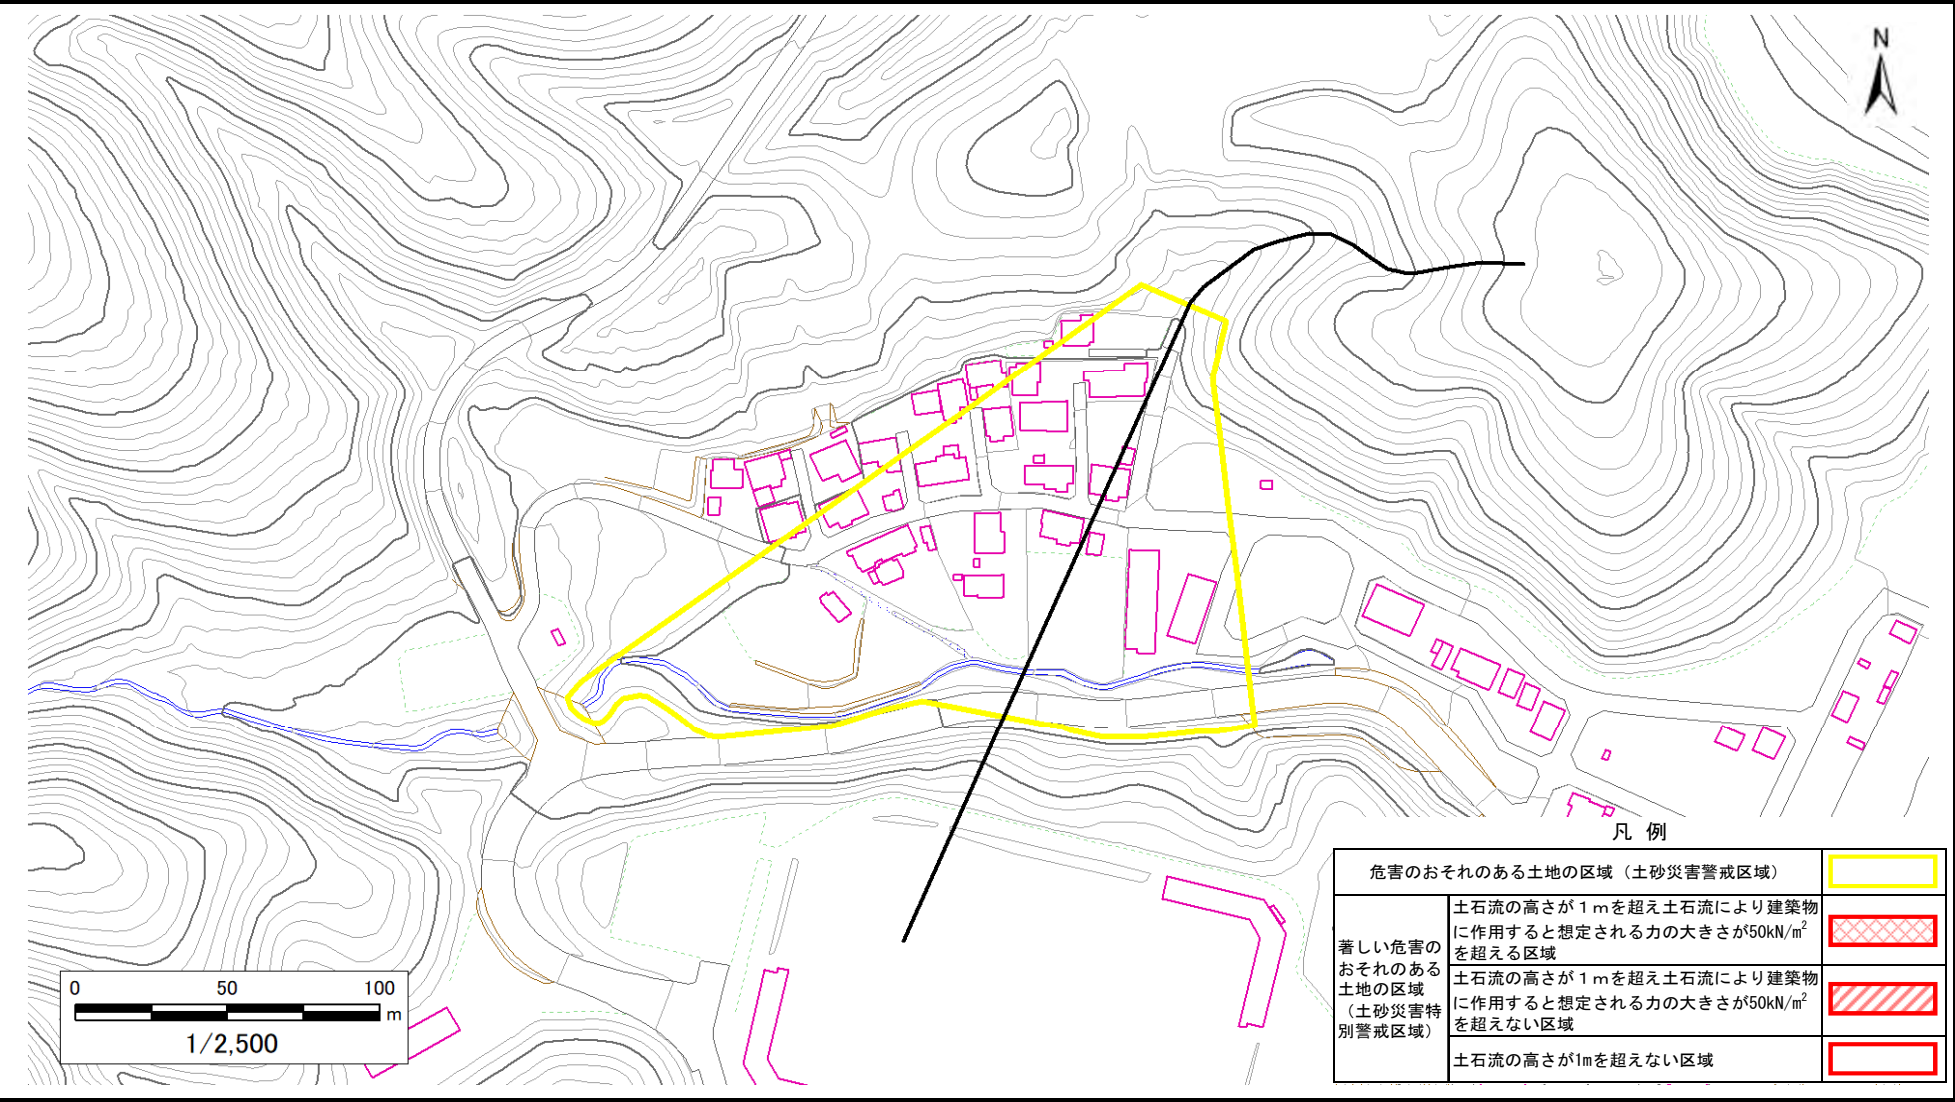 N
凡 例
危害のおそれのある土地の区域（土砂災害警戒区域）
著しい危害の
おそれのある
土地の区域
（土砂災害特
別警戒区域）
土石流の高さが１ｍを超え土石流により建築物
に作用すると想定される力の大きさが50kN/㎡
を超える区域
土石流の高さが１ｍを超え土石流により建築物
に作用すると想定される力の大きさが50kN/㎡
を超えない区域
土石流の高さが1mを超えない区域
0 50 100
m
1/2,500